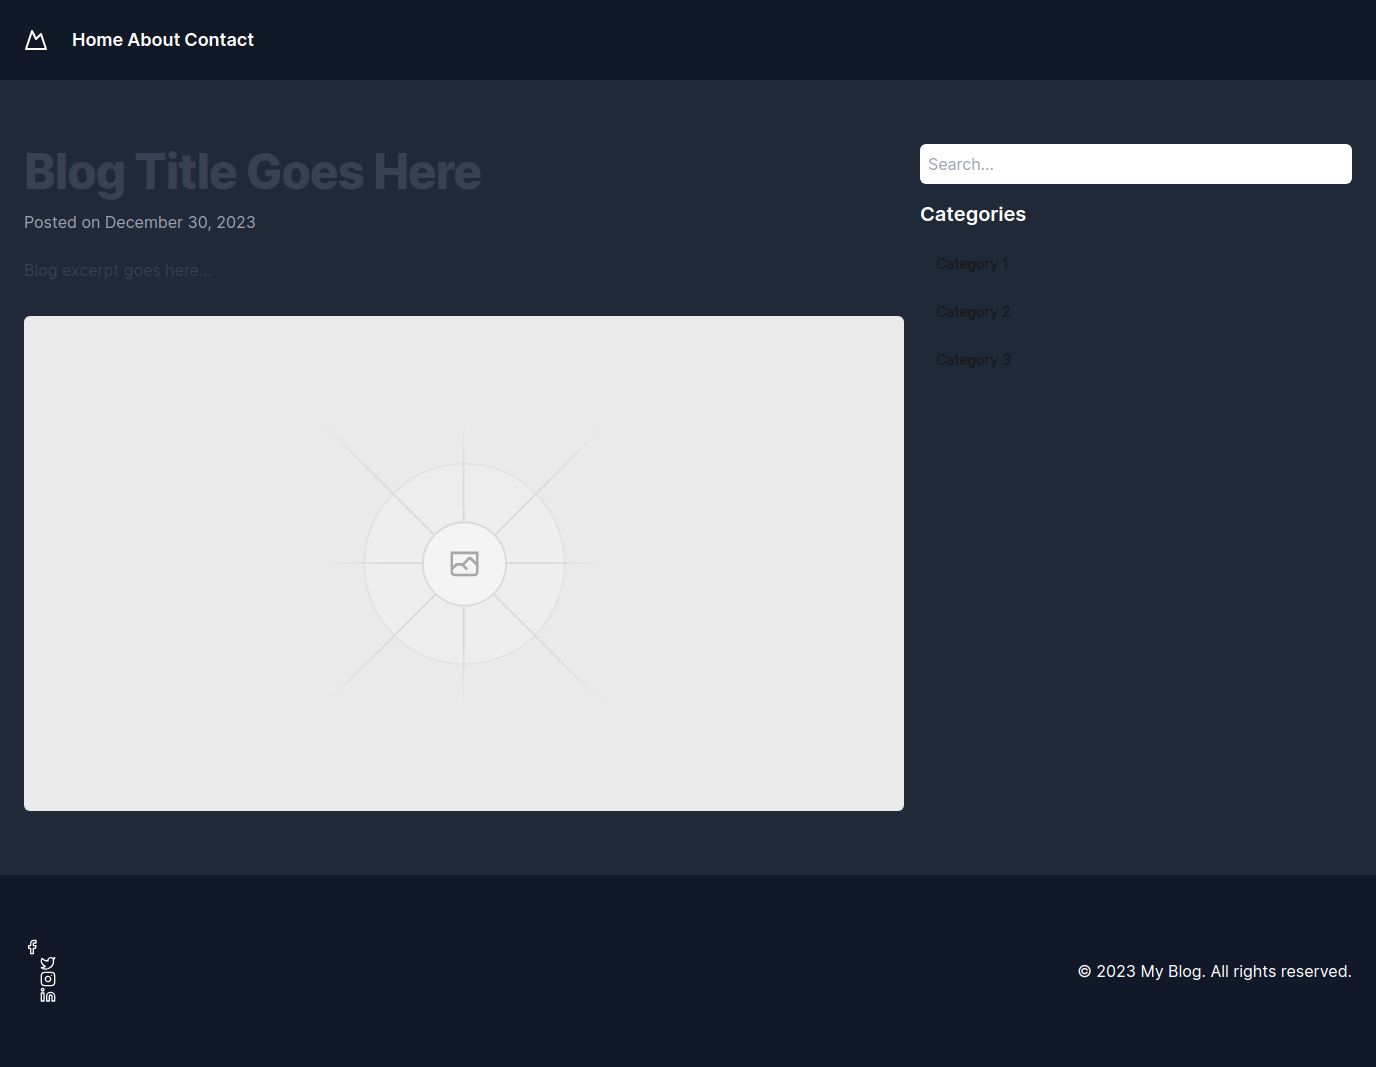 Home About Contact
Blog Title Goes Here
Posted on December 30, 2023
Blog excerpt goes here...
Search...
Categories
Category 1
Category 2
Category 3
© 2023 My Blog. All rights reserved.